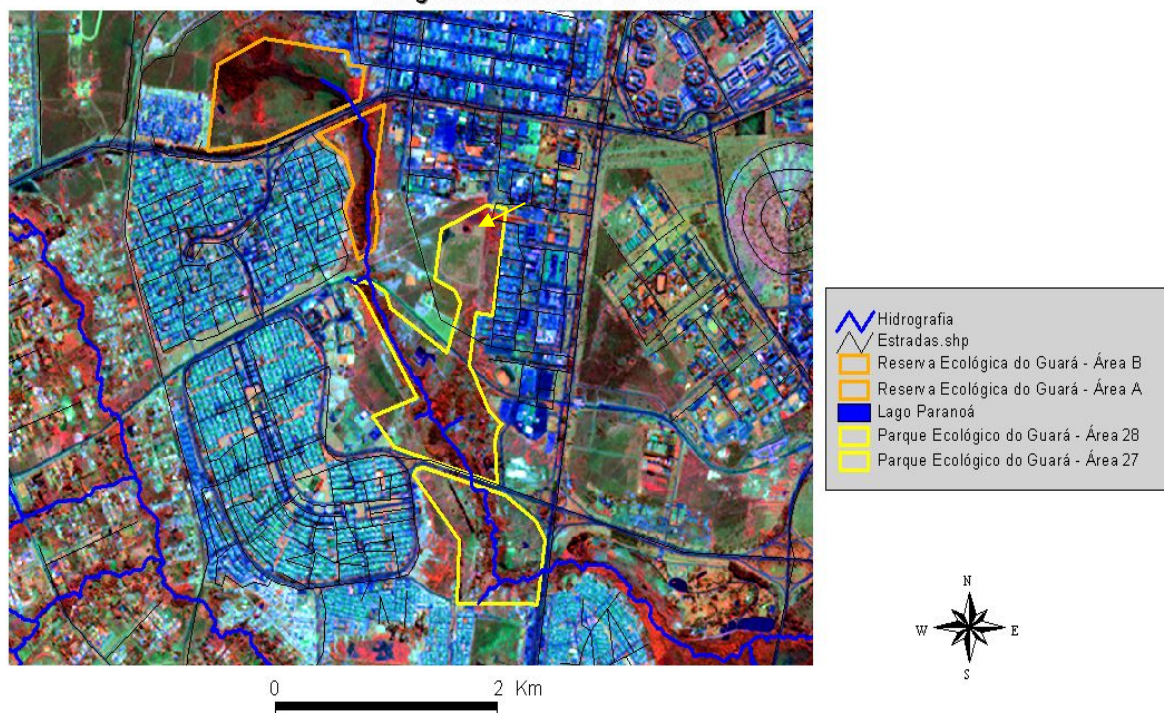 Hidrografia
Estradas.shp
Reserva Ecológica do Guará - Área B
Reserva Ecológica do Guará - Área A
Lago Paranoá
Parque Ecológico do Guará - Área 28
Parque Ecológico do Guará - Área 27
N
W E
S
0 2 Km